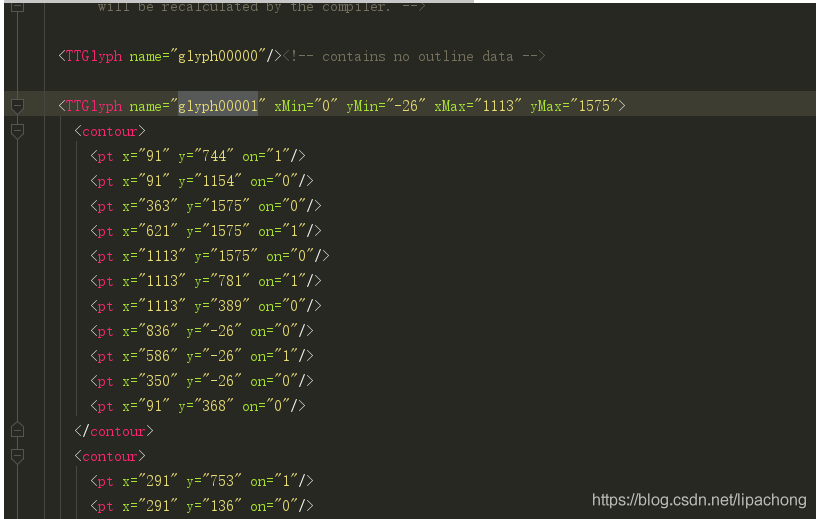 will be recalculated by the compiler. -->
<TTGlyph name="glyph00000"/><!-- contains no outline data -->
<TTGlyph name="glyph00001" xMin="0" yMin="-26" xMax="1113" yMax="1575">
<contour>
<pt x="91" y="744" on="1"/>
<pt x="91" y="1154" on="0"/>
<pt x="363" y="1575" on="0"/>
<pt x="621" y="1575" on="1"/>
<pt x="1113" y="1575" on="0"/>
<pt x="1113" y="781" on="1"/>
<pt x="1113" y="389" on="0"/>
<pt x="836" y="-26" on="0"/>
<pt x="586" y="-26" on="1"/>
<pt x="350" y="-26" on="0"/>
<pt x="91" y="368" on="0"/>
</contour>
<contour>
<pt x="291" y="753" on="1"/>
<pt x="291" y="136" on="0"/>
https://blog.csdn.net/lipachong